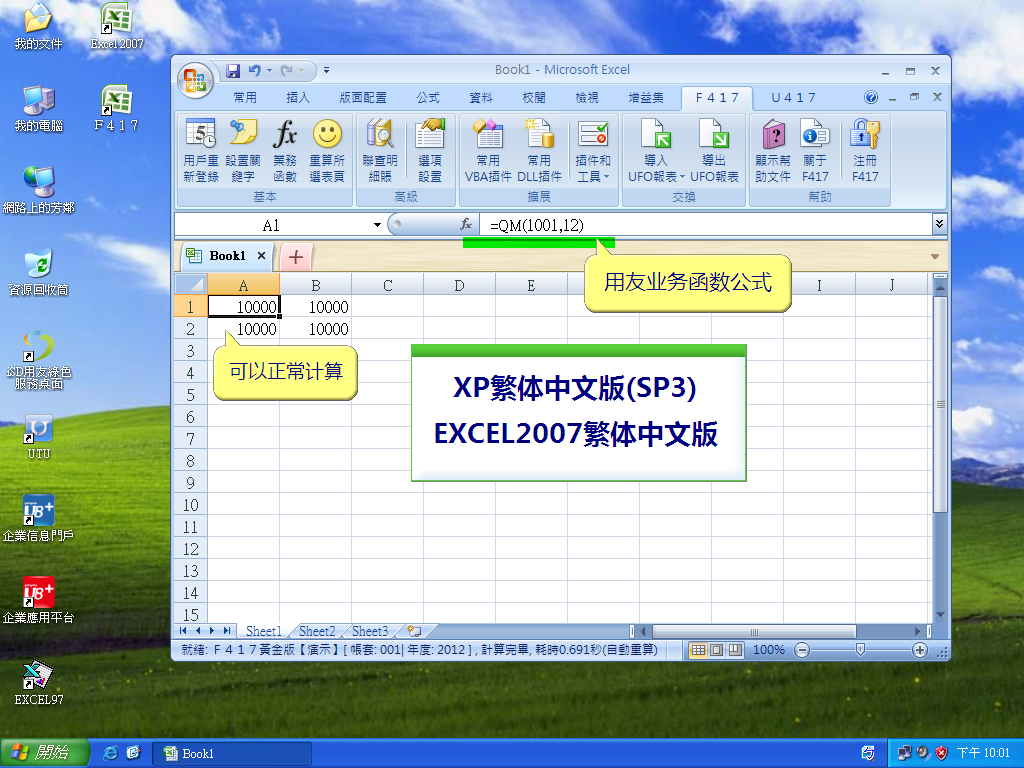 我的文件
Excel 2007
我的電腦
F 4 1 7
網路上的芳鄰
資源回收筒
iSD用友綠色
服務桌面
UTU
U8+
企業信息門戶
U8+
企業應用平台
EXCEL97
Book1 - Microsoft Excel
常用 插入 版面配置 公式 資料 校閱 檢視 增益集 F 4 1 7 U 4 1 7
用戶重
新登錄
設置關
鍵字
業務
函數
重算所
選表頁
基本
聯查明
細賬
選項
設置
高級
常用
VBA插件
常用
DLL插件
插件和
工具
擴展
導入
UFO報表
導出
UFO報表
交換
顯示幫
助文件
關于
F417
幫助
注冊
F417
A1 fx =QM(1001,12)
Book1
用友业务函数公式
A B C D E I J
1 10000 10000
2 10000 10000
3
可以正常计算
4
5
6
7
8
9
10
11
12
13
14
15
XP繁体中文版(SP3)
EXCEL2007繁体中文版
Sheet1 Sheet2 Sheet3
就緒: F 4 1 7 黃金版【演示】[ 帳套: 001| 年度: 2012 ] , 計算完畢, 耗時0.691秒(自動重算) 100%
開始 Book1 下午 10:01